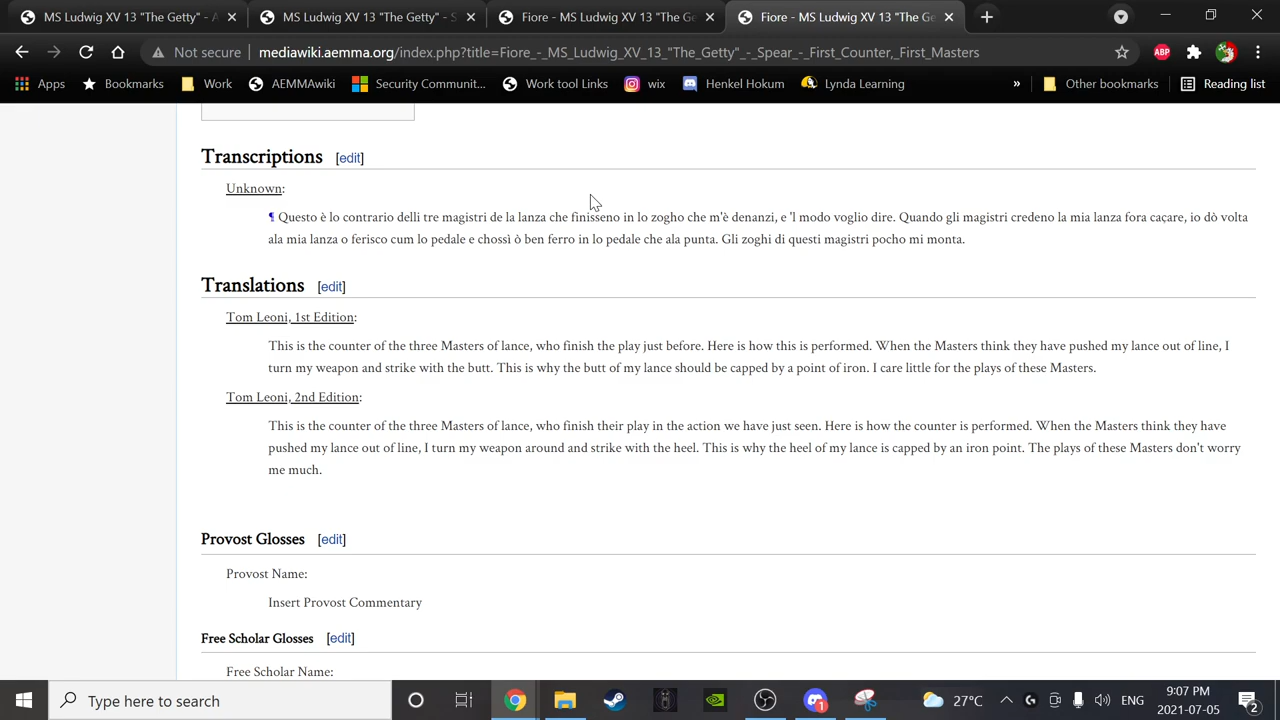 MS Ludwig XV 13 "The Getty" - A
MS Ludwig XV 13 "The Getty" - S
Fiore - MS Ludwig XV 13 "The Ge
Fiore - MS Ludwig XV 13 "The Ge
Not secure | mediawiki.aemma.org/index.php?title=Fiore_-_MS_Ludwig_XV_13_"The_Getty"_-_Spear_-_First_Counter,_First_Masters
ABP
Apps Bookmarks Work AEMMAwiki Security Communit... Work tool Links wix Henkel Hokum Lynda Learning » Other bookmarks Reading list
Transcriptions [edit]
Unknown:
¶ Questo è lo contrario delli tre magistri de la lanza che finisseno in lo zogho che m'è denanzi, e 'l modo voglio dire. Quando gli magistri credeno la mia lanza fora caçare, io dò volta
ala mia lanza o ferisco cum lo pedale e chossì ò ben ferro in lo pedale che ala punta. Gli zoghi di questi magistri pocho mi monta.
Translations [edit]
Tom Leoni, 1st Edition:
This is the counter of the three Masters of lance, who finish the play just before. Here is how this is performed. When the Masters think they have pushed my lance out of line, I
turn my weapon and strike with the butt. This is why the butt of my lance should be capped by a point of iron. I care little for the plays of these Masters.
Tom Leoni, 2nd Edition:
This is the counter of the three Masters of lance, who finish their play in the action we have just seen. Here is how the counter is performed. When the Masters think they have
pushed my lance out of line, I turn my weapon around and strike with the heel. This is why the heel of my lance is capped by an iron point. The plays of these Masters don't worry
me much.
Provost Glosses [edit]
Provost Name:
Insert Provost Commentary
Free Scholar Glosses [edit]
Free Scholar Name:
Type here to search
1
27°C
ENG
9:07 PM
2021-07-05
2